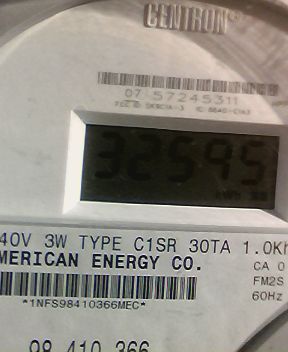 CENTRON®
07 57245311
32595
40V 3W TYPE C1SR 30TA 1.0Kh
MERICAN ENERGY CO.
CA 0
FM2S
60Hz
*1NFS98410366MEC*
98 410 366